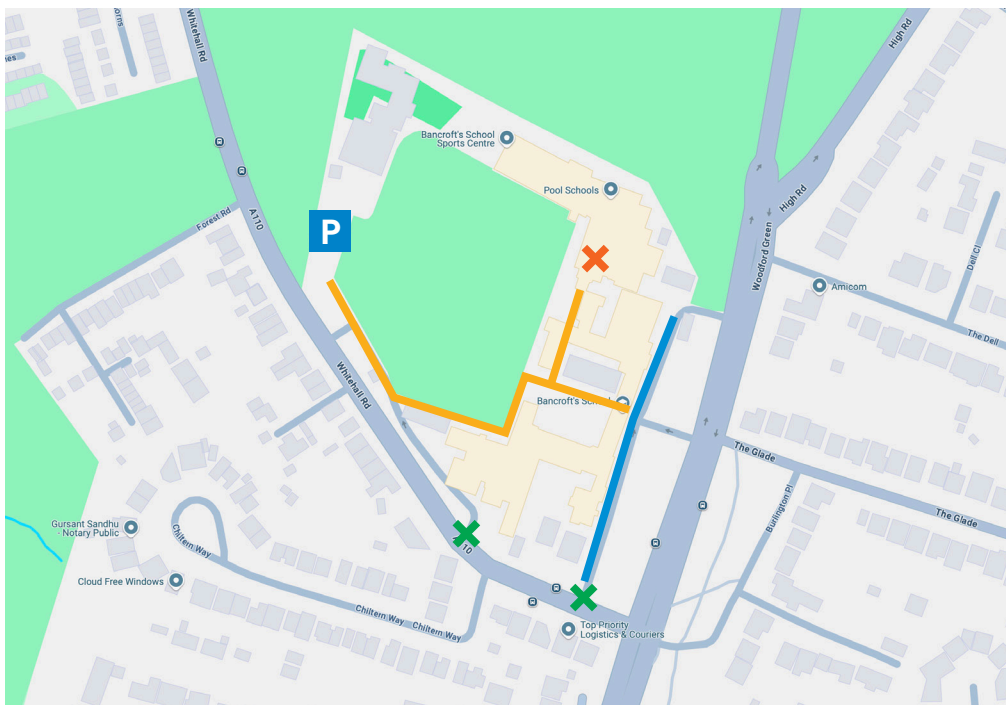 Whitehall Rd
High Rd
Bancroft's School
Sports Centre
Pool Schools
P
A110
Forest Rd
High Rd
Woodford Green
Dell Cl
Amicom
The Dell
Whitehall Rd
Bancroft's School
The Glade
Burlington Pl
The Glade
Gursant Sandhu
- Notary Public
Chiltern Way
Cloud Free Windows
Chiltern Way
Chiltern Way
Top Priority
Logistics & Couriers